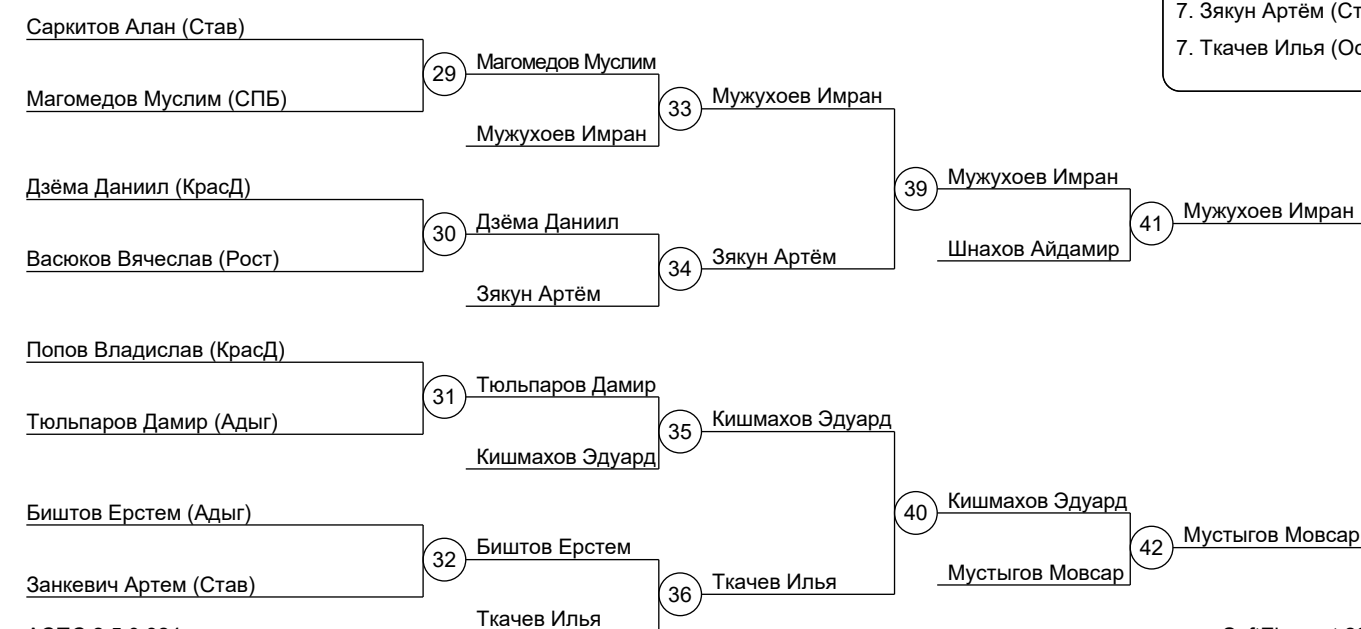 7. Зякун Артём
7. Ткачев Илья
Саркитов Алан (Став)
29
Магомедов Муслим
Магомедов Муслим (СПБ)
33
Мужухоев Имран
Мужухоев Имран
Дзёма Даниил (КрасД)
39
Мужухоев Имран
41
Мужухоев Имран
30
Дзёма Даниил
Васюков Вячеслав (Рост)
34
Зякун Артём
Шнахов Айдамир
Зякун Артём
Попов Владислав (КрасД)
31
Тюльпаров Дамир
Тюльпаров Дамир (Адыг)
35
Кишмахов Эдуард
Кишмахов Эдуард
Биштов Ерстем (Адыг)
40
Кишмахов Эдуард
42
Мустыгов Мовсар
32
Биштов Ерстем
Занкевич Артем (Став)
36
Ткачев Илья
Мустыгов Мовсар
Ткачев Илья